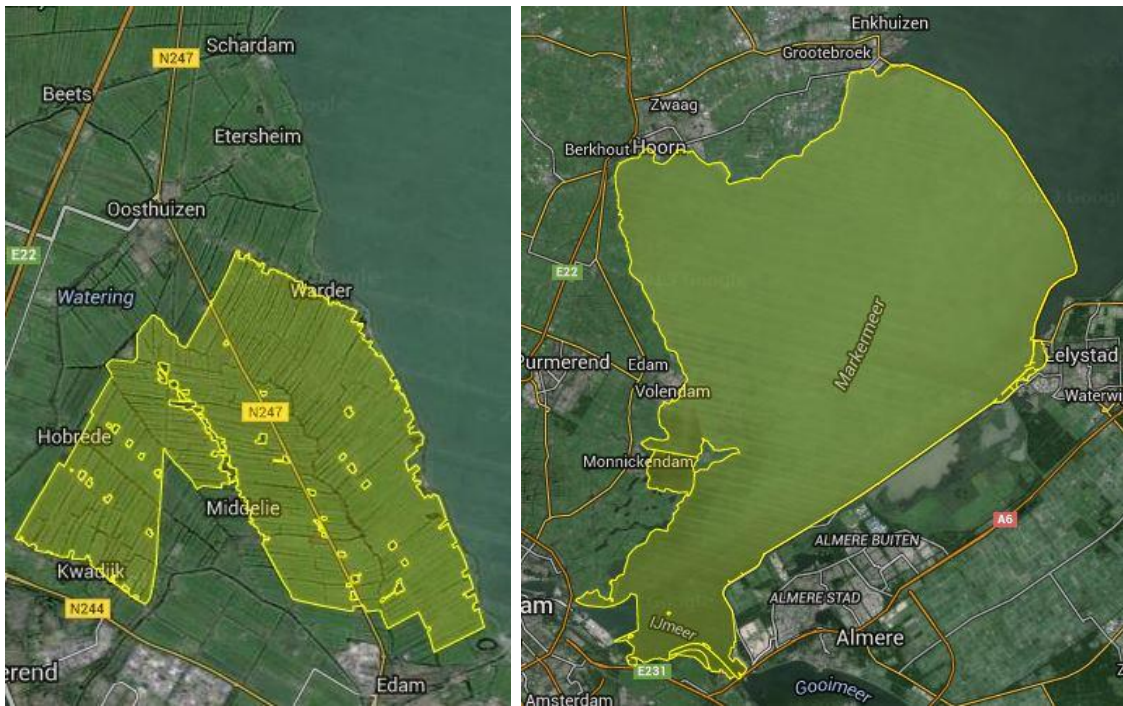 Schardam
N247
Beets
Etersheim
Oosthuizen
E22
Watering
Warder
N247
Hobrede
Middelie
Kwadijk
N244
erend
Edam
Enkhuizen
Grootebroek
Zwaag
Berkhout
Hoorn
E22
Markermeer
Purmerend
Edam
Volendam
Lelystad
Waterwi
Monnickendam
A6
ALMERE BUITEN
am
ALMERE STAD
IJmeer
Almere
E231
Gooimeer
Amsterdam
Z